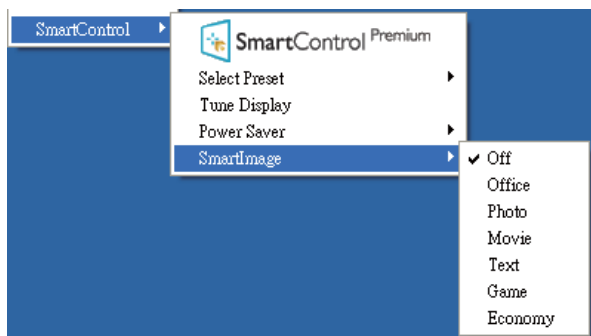 SmartControl
SmartControl Premium
Select Preset
Tune Display
Power Saver
SmartImage
Off
Office
Photo
Movie
Text
Game
Economy